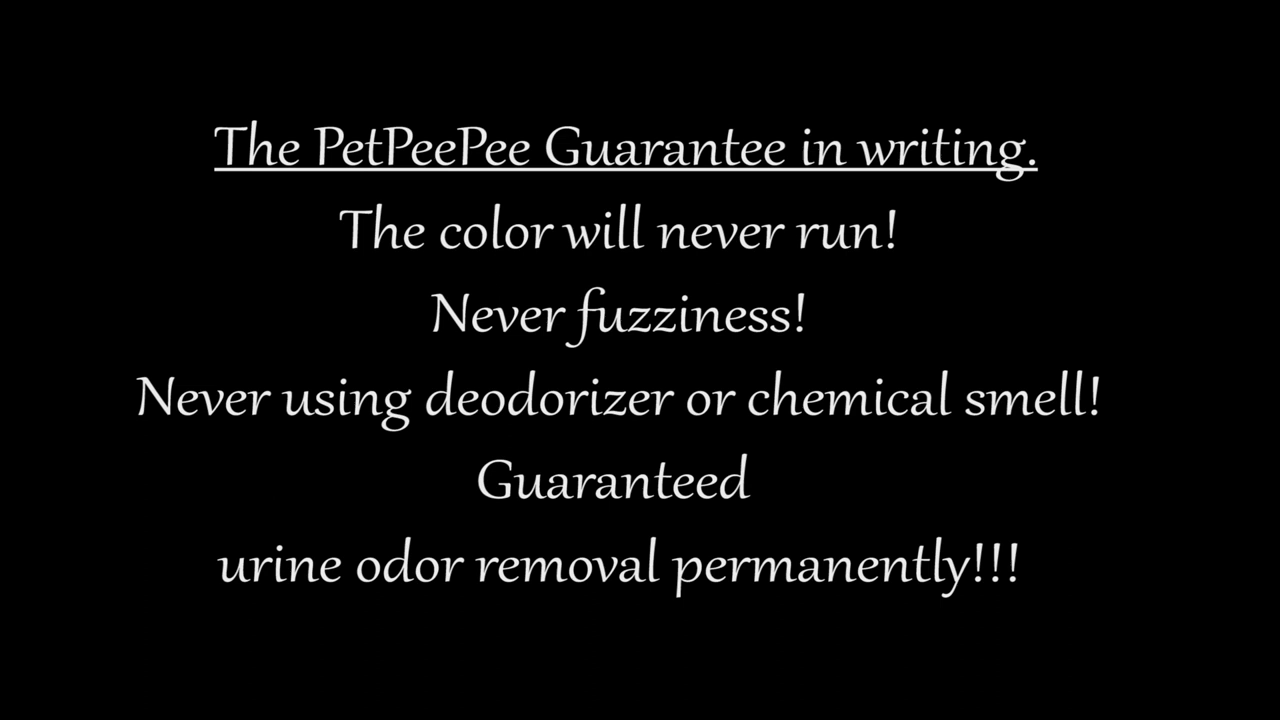 The PetPeePee Guarantee in writing.
The color will never run!
Never fuzziness!
Never using deodorizer or chemical smell!
Guaranteed
urine odor removal permanently!!!